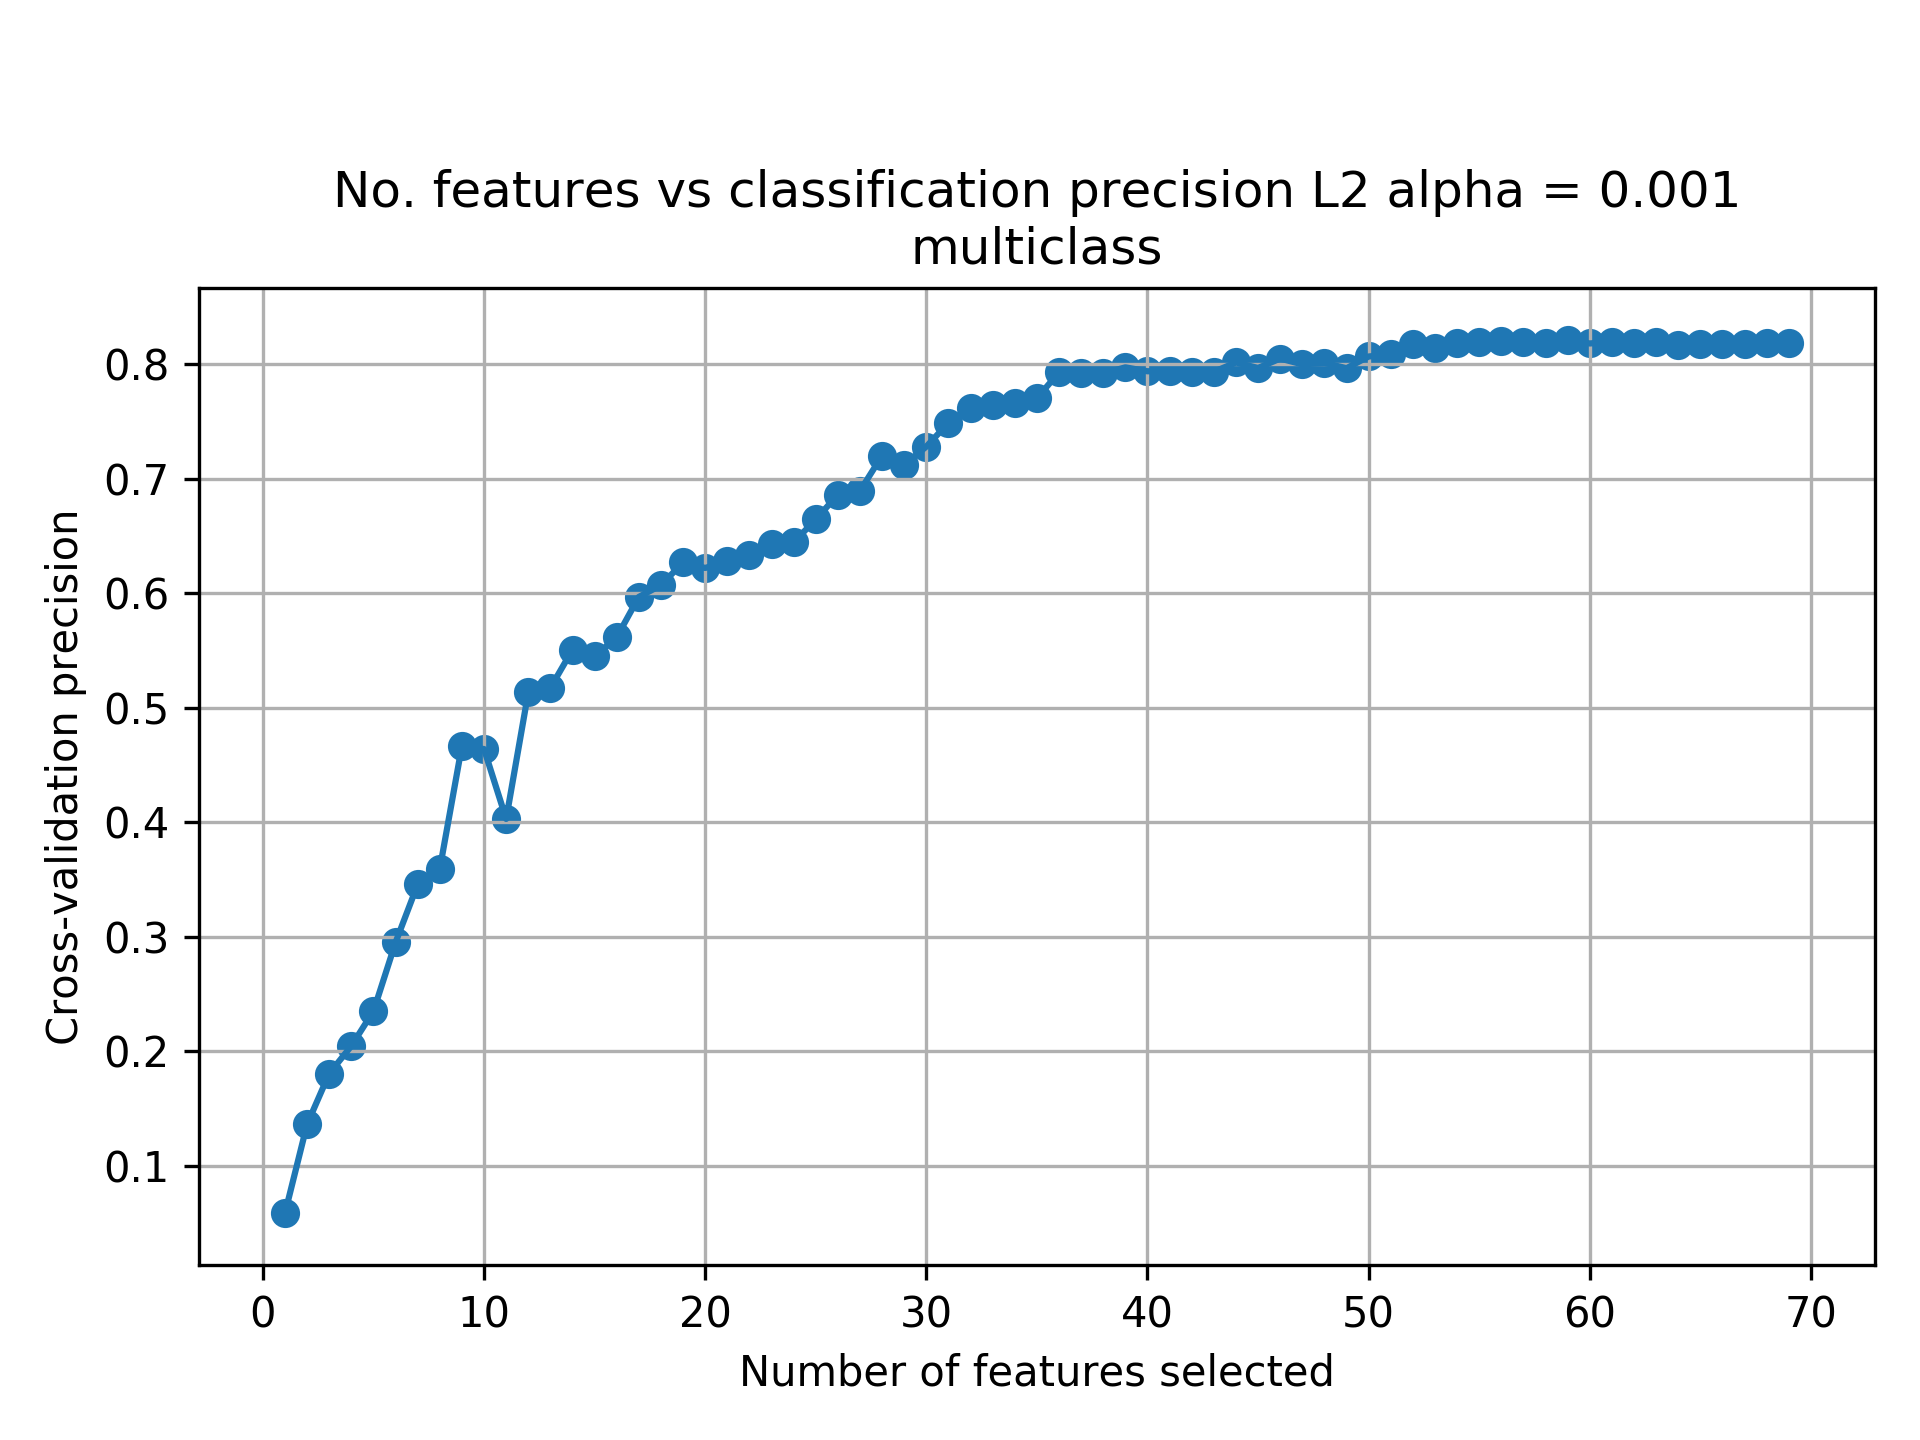 No. features vs classification precision L2 alpha = 0.001
multiclass
Cross-validation precision
0.8
0.7
0.6
0.5
0.4
0.3
0.2
0.1
0 10 20 30 40 50 60 70
Number of features selected